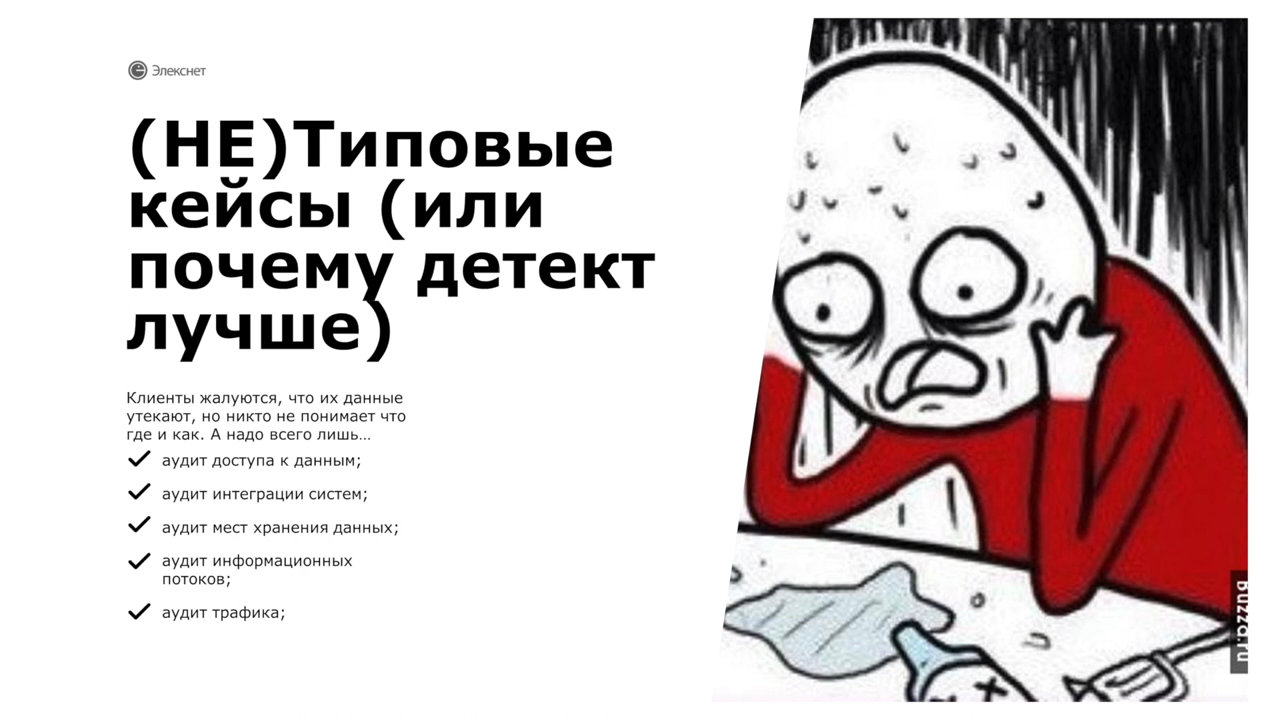 Элекснет
(НЕ)Типовые
кейсы (или
почему детект
лучше)
Клиенты жалуются, что их данные
утекают, но никто не понимает что
где и как. А надо всего лишь…
аудит доступа к данным;
аудит интеграции систем;
аудит мест хранения данных;
аудит информационных
потоков;
аудит трафика;
buzza.ru